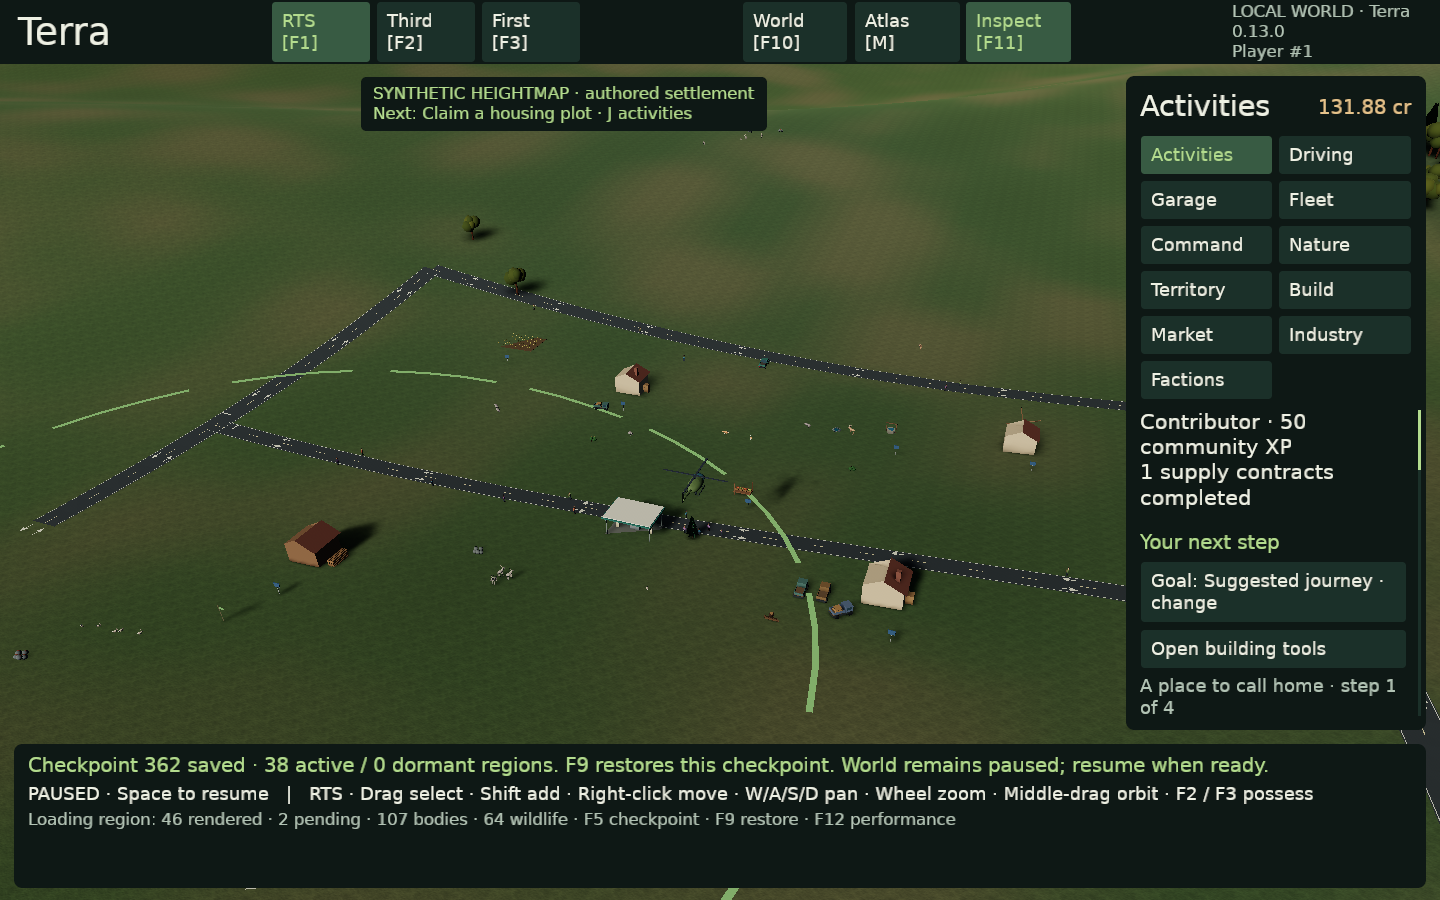 Terra
RTS
[F1]
Third
[F2]
First
[F3]
World
[F10]
Atlas
[M]
Inspect
[F11]
LOCAL WORLD · Terra
0.13.0
Player #1
SYNTHETIC HEIGHTMAP · authored settlement
Next: Claim a housing plot · J activities
Activities
131.88 cr
Activities
Driving
Garage
Fleet
Command
Nature
Territory
Build
Market
Industry
Factions
Contributor · 50
community XP
1 supply contracts
completed
Your next step
Goal: Suggested journey ·
change
Open building tools
A place to call home · step 1
of 4
Checkpoint 362 saved · 38 active / 0 dormant regions. F9 restores this checkpoint. World remains paused; resume when ready.
PAUSED · Space to resume | RTS · Drag select · Shift add · Right-click move · W/A/S/D pan · Wheel zoom · Middle-drag orbit · F2 / F3 possess
Loading region: 46 rendered · 2 pending · 107 bodies · 64 wildlife · F5 checkpoint · F9 restore · F12 performance